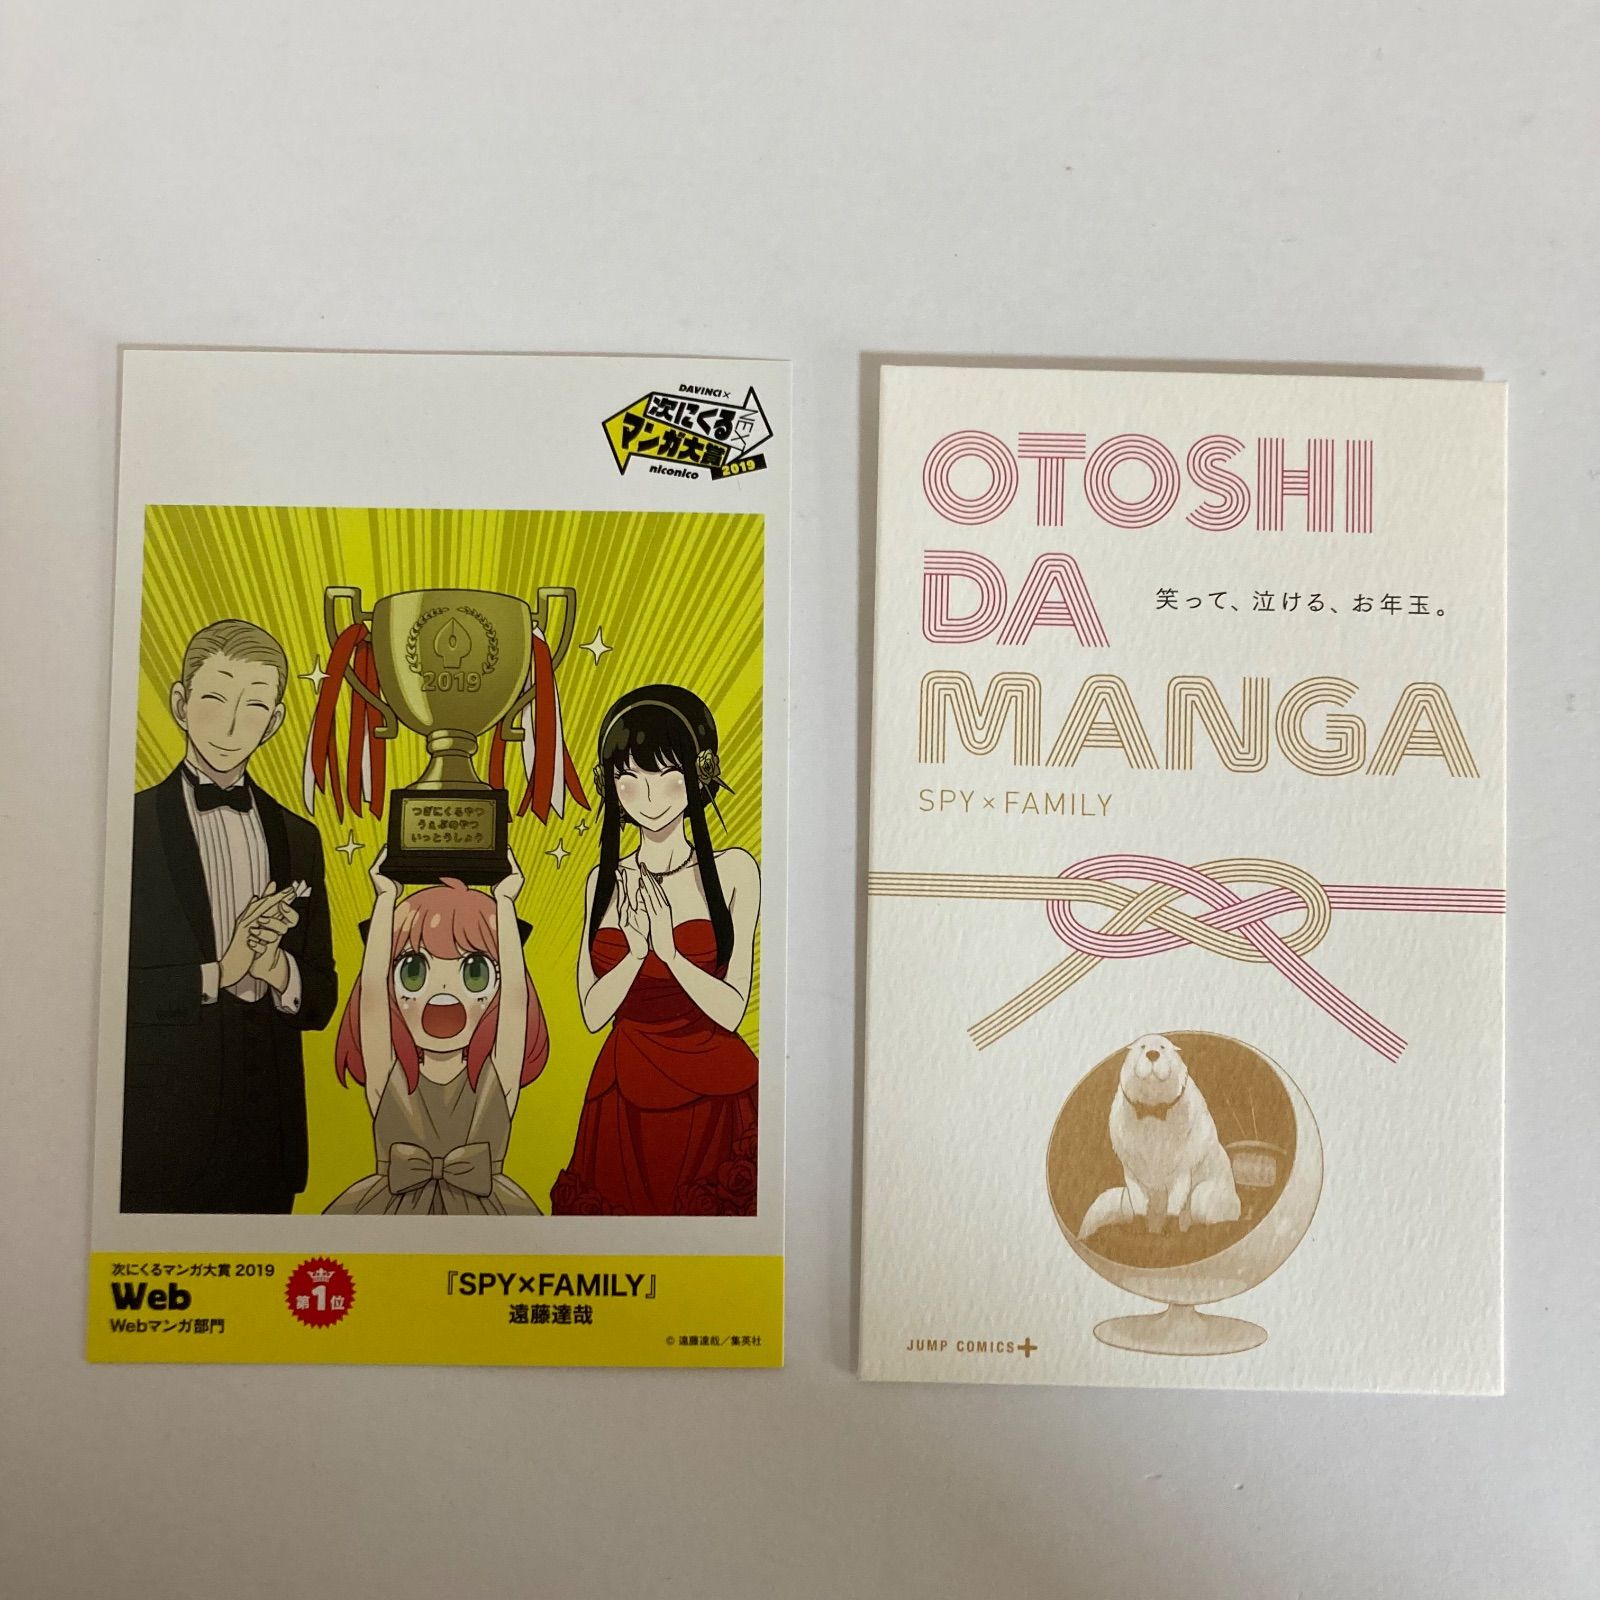 DAVINCI×
次にくる
マンガ大賞
NEXT
2019
niconico
2019
つぎにくるやつ
うぇぶのやつ
いっとうしょう
次にくるマンガ大賞 2019
Web
Webマンガ部門
第1位
『SPY×FAMILY』
遠藤達哉
© 遠藤達哉/集英社
OTOSHI
DA
笑って、泣ける、お年玉。
MANGA
SPY×FAMILY
JUMP COMICS+